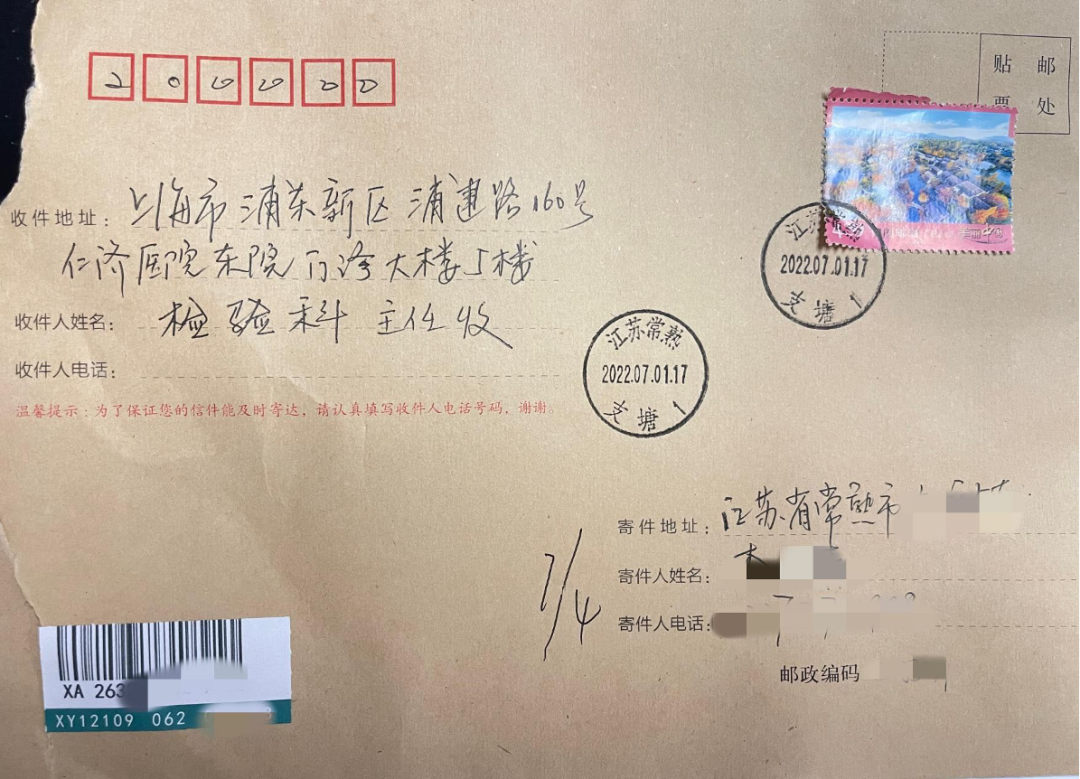 200000
贴 邮
票 处
收件地址：上海市浦东新区浦建路160号
仁济医院东院门诊大楼5楼
收件人姓名：检验科主任收
收件人电话：
温馨提示：为了保证您的信件能及时寄达，请认真填写收件人电话号码，谢谢。
江苏常熟
2022.07.01.17
支塘 1
江苏常熟
2022.07.01.17
支塘 1
寄件地址：江苏省常熟市
寄件人姓名：
寄件人电话：
邮政编码
7/4
XA 263
XY12109 062